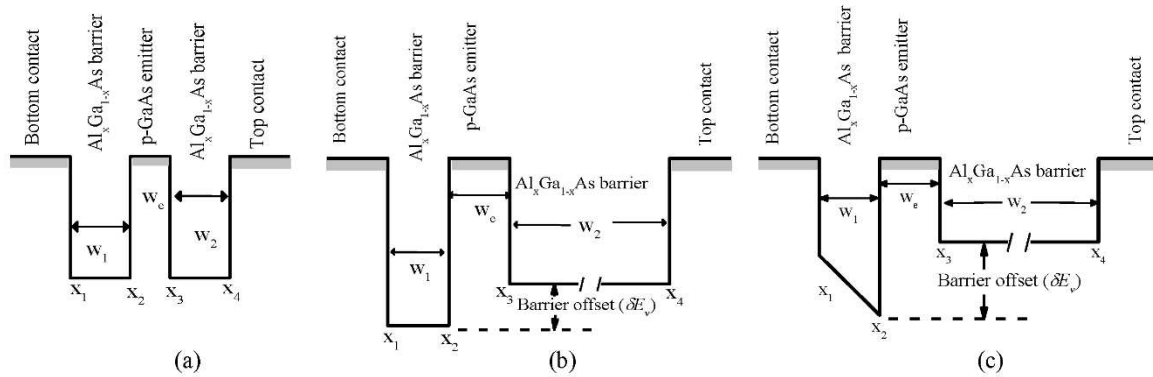 Bottom contact
AlxGa1-xAs barrier
p-GaAs emitter
AlxGa1-xAs barrier
Top contact
We
W1
W2
X1
X2
X3
X4
(a)
Bottom contact
AlxGa1-xAs barrier
p-GaAs emitter
Top contact
AlxGa1-xAs barrier
We
W2
W1
X3
X4
Barrier offset (δEv)
X1
X2
(b)
Bottom contact
AlxGa1-xAs barrier
p-GaAs emitter
Top contact
AlxGa1-xAs barrier
W1
We
W2
X3
X4
X1
Barrier offset (δEv)
X2
(c)